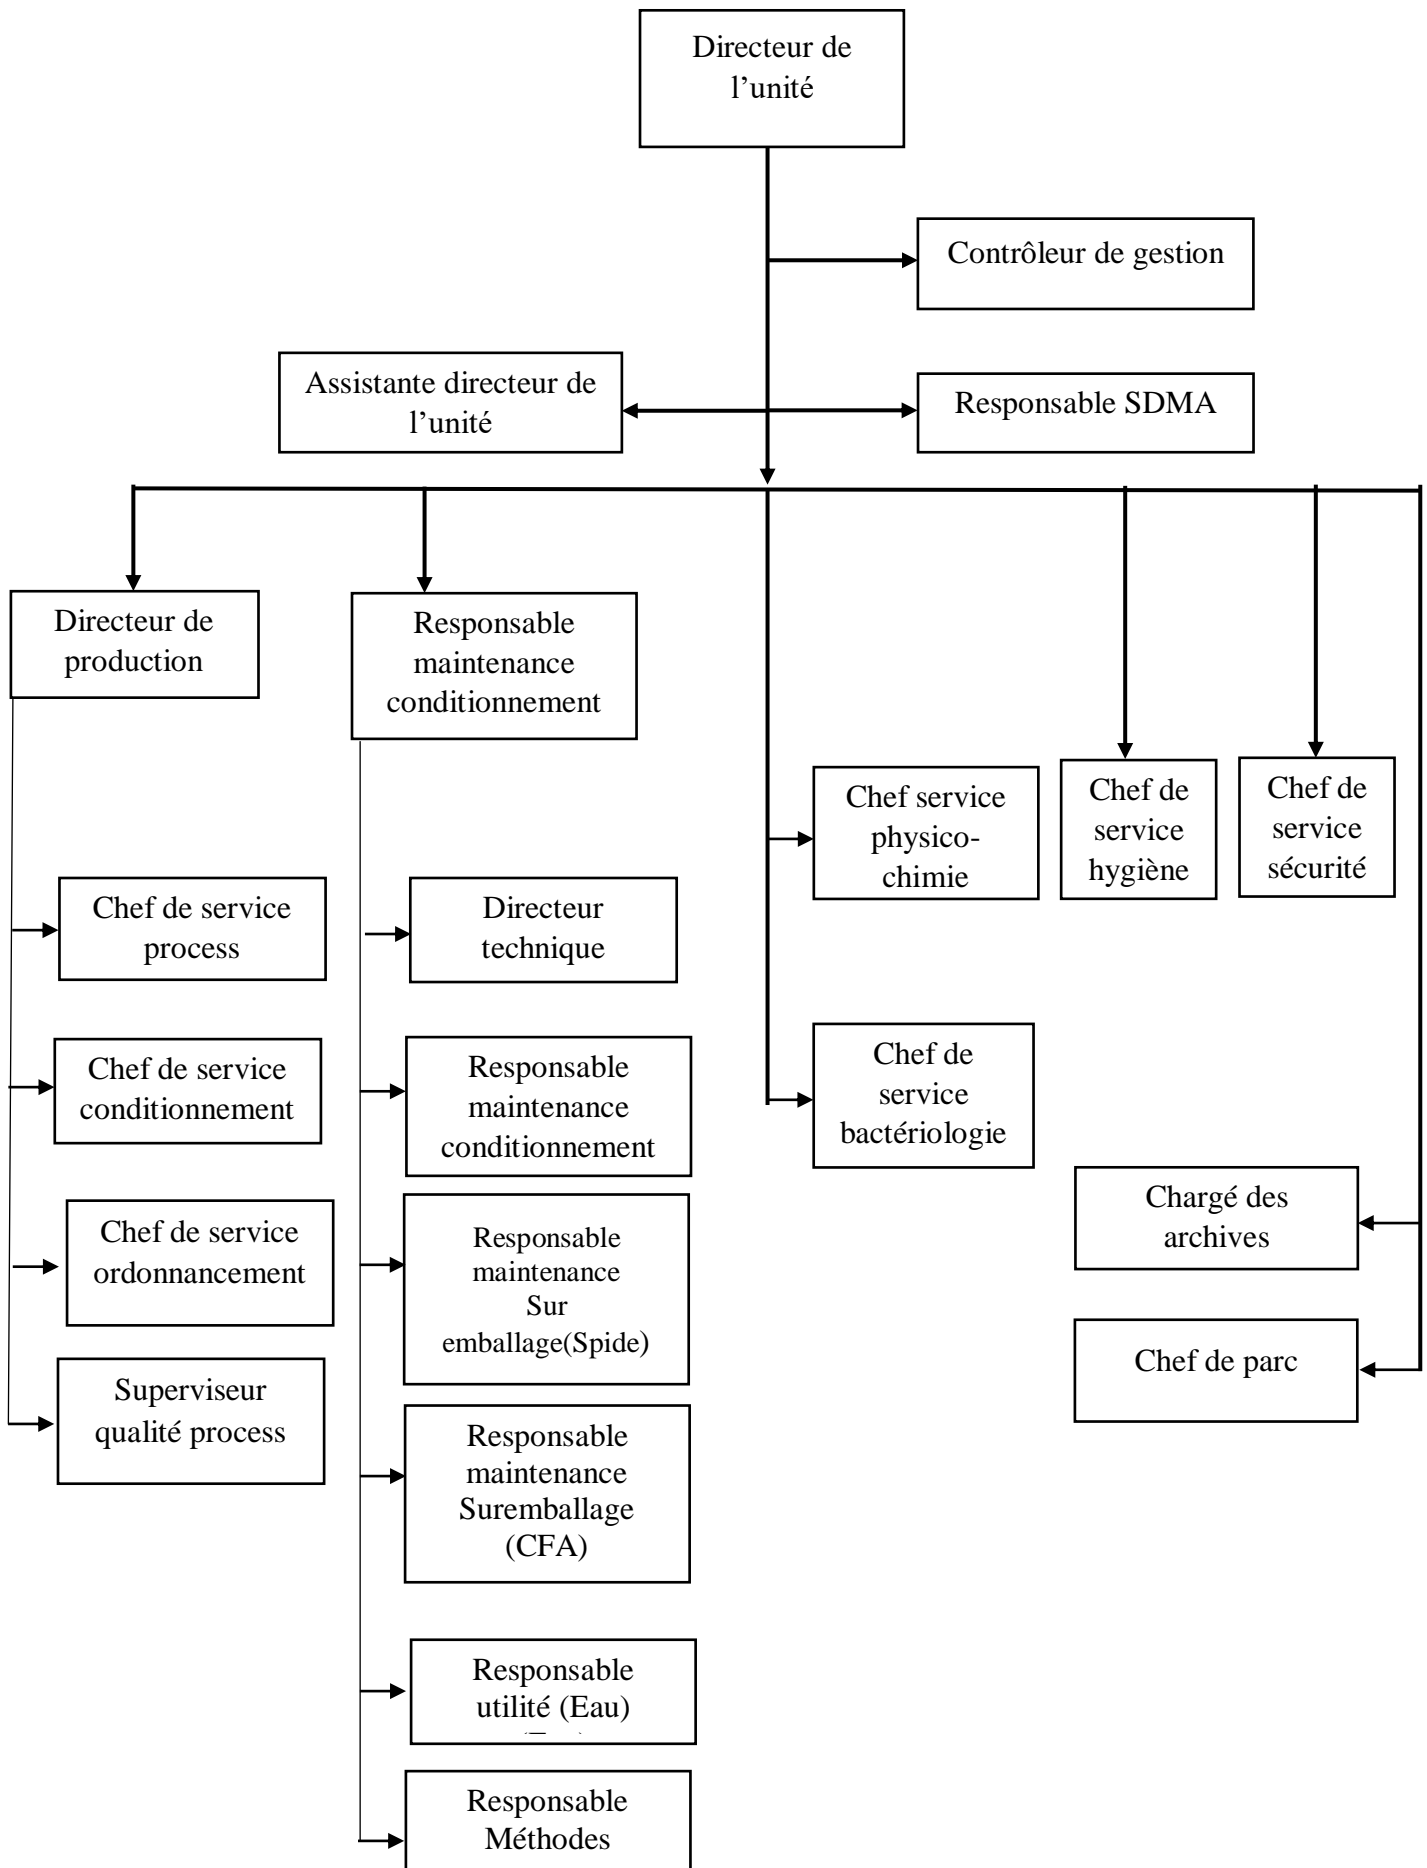 Directeur de
l’unité
Contrôleur de gestion
Assistante directeur de
l’unité
Responsable SDMA
Directeur de
production
Responsable
maintenance
conditionnement
Chef service
physico-
chimie
Chef de
service
hygiène
Chef de
service
sécurité
Chef de service
process
Directeur
technique
Chef de service
conditionnement
Responsable
maintenance
conditionnement
Chef de
service
bactériologie
Chef de service
ordonnancement
Responsable
maintenance
Sur
emballage(Spide)
Chargé des
archives
Superviseur
qualité process
Chef de parc
Responsable
maintenance
Suremballage
(CFA)
Responsable
utilité (Eau)
Responsable
Méthodes